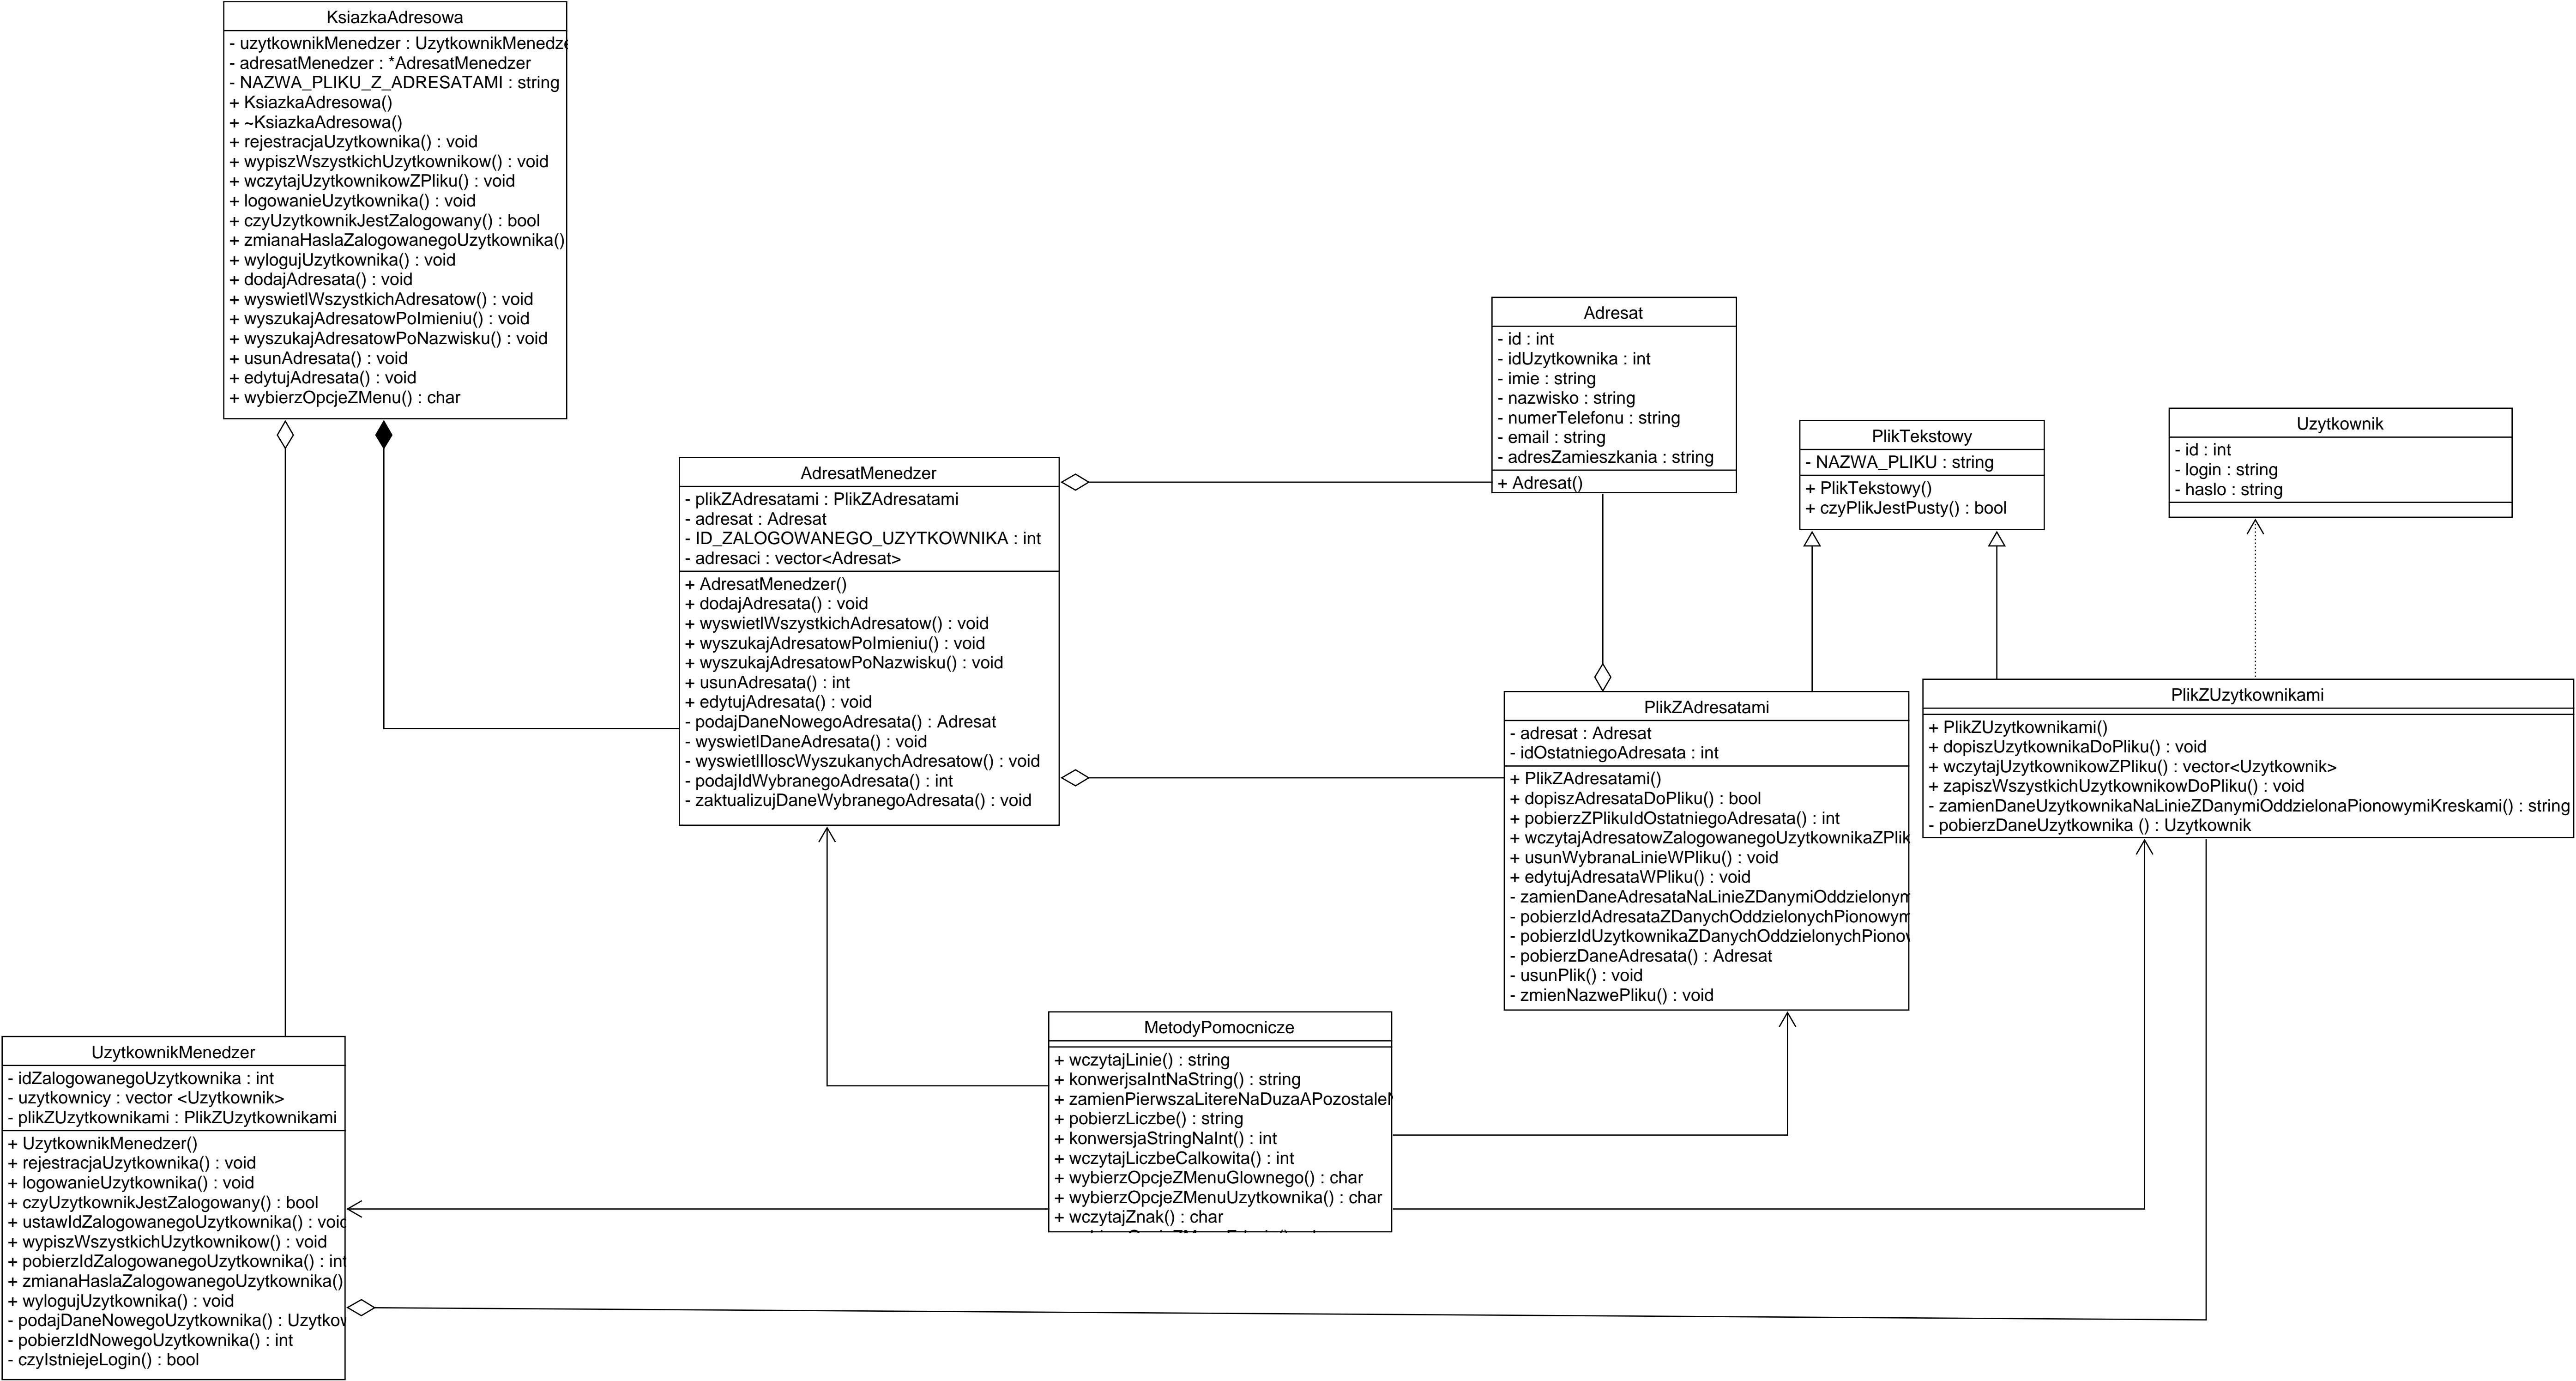 KsiazkaAdresowa
- uzytkownikMenedzer : UzytkownikMenedze
- adresatMenedzer : *AdresatMenedzer
- NAZWA_PLIKU_Z_ADRESATAMI : string
+ KsiazkaAdresowa()
+ ~KsiazkaAdresowa()
+ rejestracjaUzytkownika() : void
+ wypiszWszystkichUzytkownikow() : void
+ wczytajUzytkownikowZPliku() : void
+ logowanieUzytkownika() : void
+ czyUzytkownikJestZalogowany() : bool
+ zmianaHaslaZalogowanegoUzytkownika()
+ wylogujUzytkownika() : void
+ dodajAdresata() : void
+ wyswietlWszystkichAdresatow() : void
+ wyszukajAdresatowPoImieniu() : void
+ wyszukajAdresatowPoNazwisku() : void
+ usunAdresata() : void
+ edytujAdresata() : void
+ wybierzOpcjeZMenu() : char
AdresatMenedzer
- plikZAdresatami : PlikZAdresatami
- adresat : Adresat
- ID_ZALOGOWANEGO_UZYTKOWNIKA : int
- adresaci : vector<Adresat>
+ AdresatMenedzer()
+ dodajAdresata() : void
+ wyswietlWszystkichAdresatow() : void
+ wyszukajAdresatowPoImieniu() : void
+ wyszukajAdresatowPoNazwisku() : void
+ usunAdresata() : int
+ edytujAdresata() : void
- podajDaneNowegoAdresata() : Adresat
- wyswietlDaneAdresata() : void
- wyswietlIloscWyszukanychAdresatow() : void
- podajIdWybranegoAdresata() : int
- zaktualizujDaneWybranegoAdresata() : void
Adresat
- id : int
- idUzytkownika : int
- imie : string
- nazwisko : string
- numerTelefonu : string
- email : string
- adresZamieszkania : string
+ Adresat()
PlikTekstowy
- NAZWA_PLIKU : string
+ PlikTekstowy()
+ czyPlikJestPusty() : bool
Uzytkownik
- id : int
- login : string
- haslo : string
PlikZAdresatami
- adresat : Adresat
- idOstatniegoAdresata : int
+ PlikZAdresatami()
+ dopiszAdresataDoPliku() : bool
+ pobierzZPlikuIdOstatniegoAdresata() : int
+ wczytajAdresatowZalogowanegoUzytkownikaZPlik
+ usunWybranaLinieWPliku() : void
+ edytujAdresataWPliku() : void
- zamienDaneAdresataNaLinieZDanymiOddzielonym
- pobierzIdAdresataZDanychOddzielonychPionowym
- pobierzIdUzytkownikaZDanychOddzielonychPionow
- pobierzDaneAdresata() : Adresat
- usunPlik() : void
- zmienNazwePliku() : void
PlikZUzytkownikami
+ PlikZUzytkownikami()
+ dopiszUzytkownikaDoPliku() : void
+ wczytajUzytkownikowZPliku() : vector<Uzytkownik>
+ zapiszWszystkichUzytkownikowDoPliku() : void
- zamienDaneUzytkownikaNaLinieZDanymiOddzielonaPionowymiKreskami() : string
- pobierzDaneUzytkownika () : Uzytkownik
MetodyPomocnicze
+ wczytajLinie() : string
+ konwerjsaIntNaString() : string
+ zamienPierwszaLitereNaDuzaAPozostaleN
+ pobierzLiczbe() : string
+ konwersjaStringNaInt() : int
+ wczytajLiczbeCalkowita() : int
+ wybierzOpcjeZMenuGlownego() : char
+ wybierzOpcjeZMenuUzytkownika() : char
+ wczytajZnak() : char
UzytkownikMenedzer
- idZalogowanegoUzytkownika : int
- uzytkownicy : vector <Uzytkownik>
- plikZUzytkownikami : PlikZUzytkownikami
+ UzytkownikMenedzer()
+ rejestracjaUzytkownika() : void
+ logowanieUzytkownika() : void
+ czyUzytkownikJestZalogowany() : bool
+ ustawIdZalogowanegoUzytkownika() : void
+ wypiszWszystkichUzytkownikow() : void
+ pobierzIdZalogowanegoUzytkownika() : int
+ zmianaHaslaZalogowanegoUzytkownika()
+ wylogujUzytkownika() : void
- podajDaneNowegoUzytkownika() : Uzytkow
- pobierzIdNowegoUzytkownika() : int
- czyIstniejeLogin() : bool